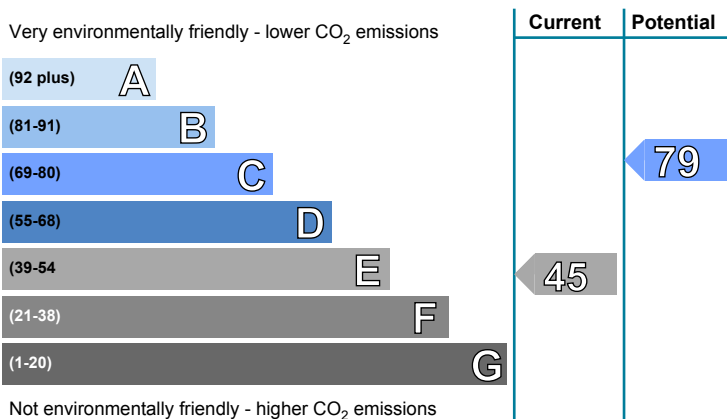 Current Potential
Very environmentally friendly - lower CO2 emissions
(92 plus) A
(81-91) B
(69-80) C
79
(55-68) D
(39-54 E
45
(21-38) F
(1-20) G
Not environmentally friendly - higher CO2 emissions